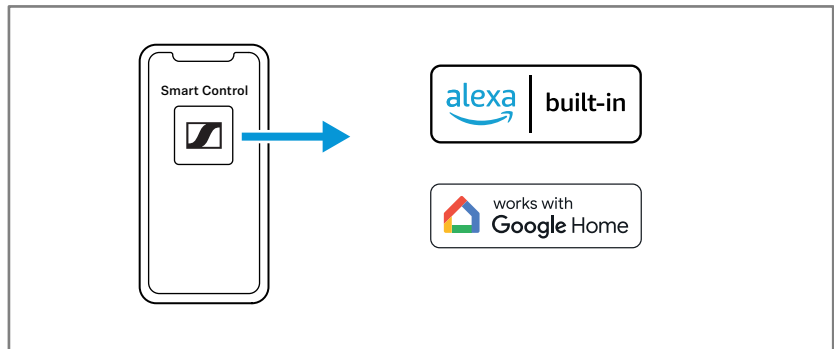 Smart Control
alexa
built-in
works with
Google Home